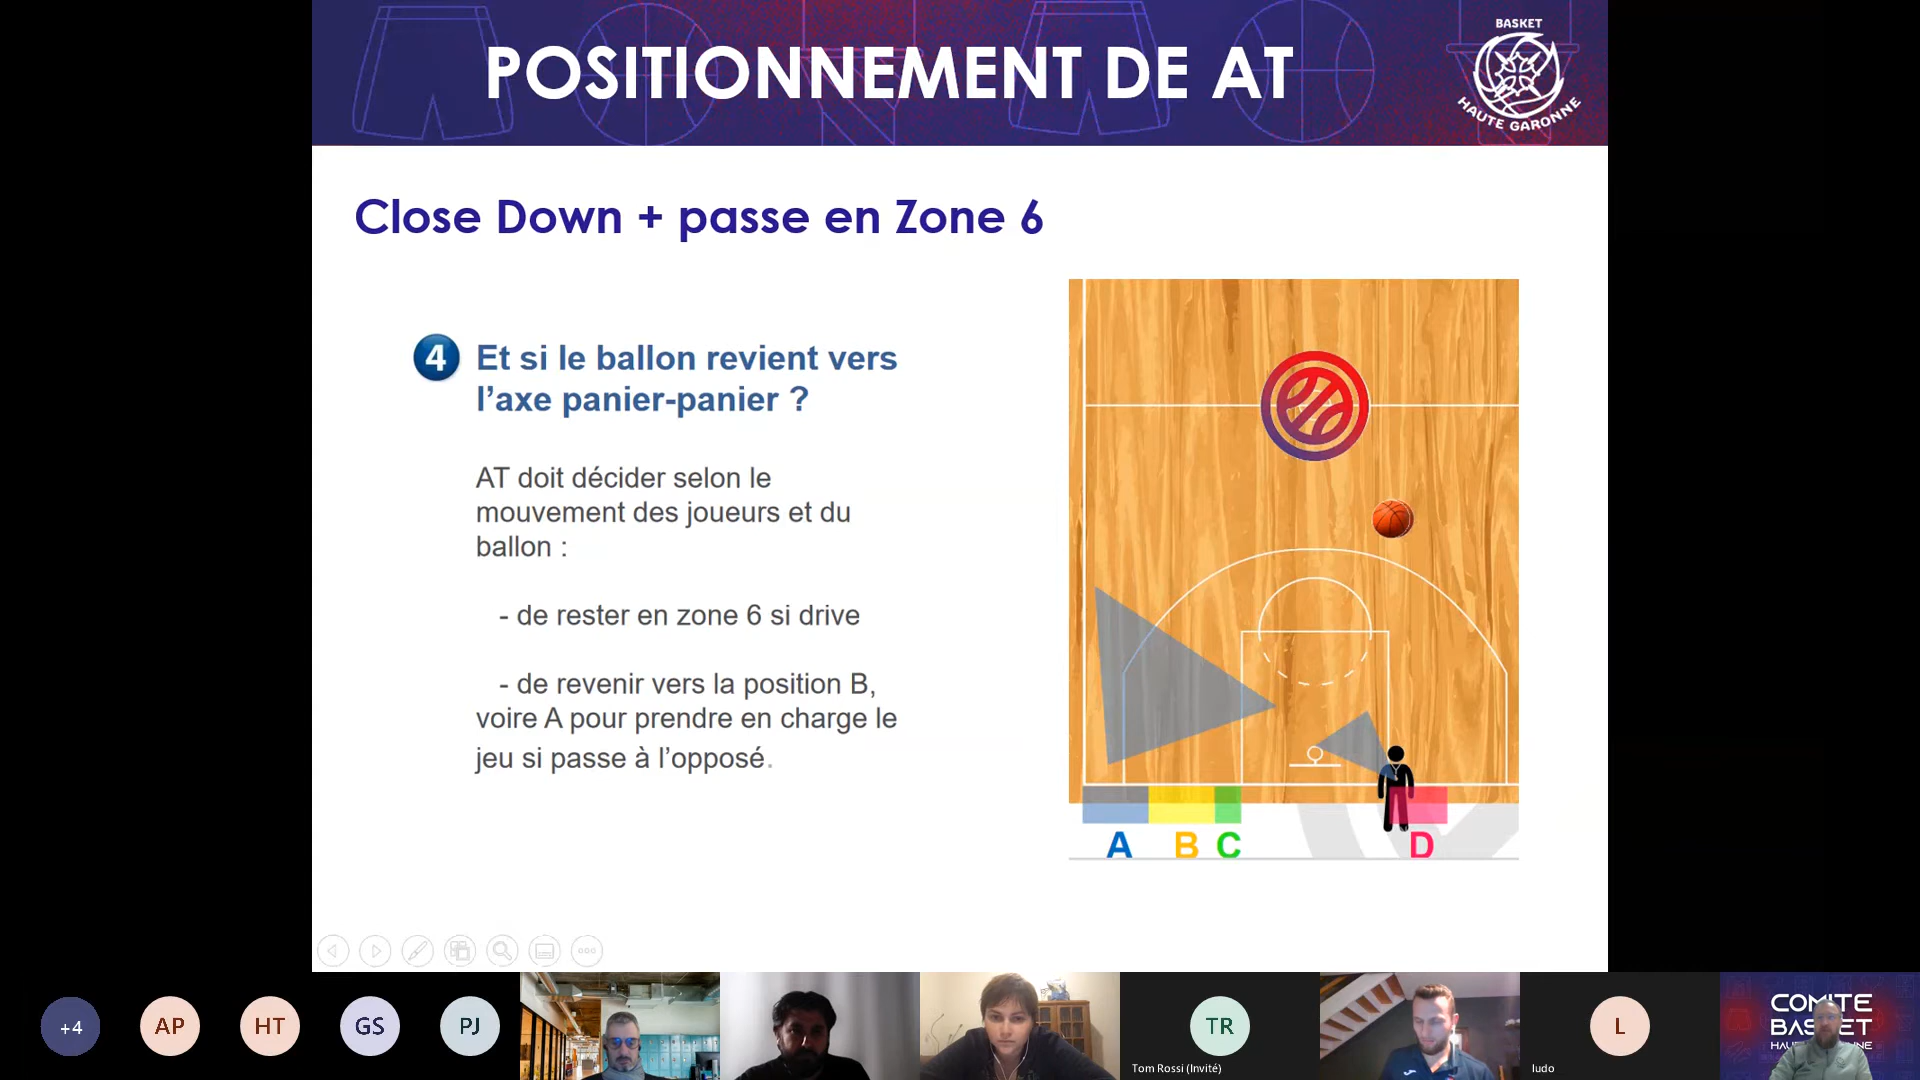 POSITIONNEMENT DE AT
BASKET
HAUTE GARONNE
Close Down + passe en Zone 6
4
Et si le ballon revient vers
l’axe panier-panier ?
AT doit décider selon le
mouvement des joueurs et du
ballon :
- de rester en zone 6 si drive
- de revenir vers la position B,
voire A pour prendre en charge le
jeu si passe à l’opposé.
A B C D
+4
AP
HT
GS
PJ
TR
Tom Rossi (Invité)
L
ludo
COMITE
BASKET